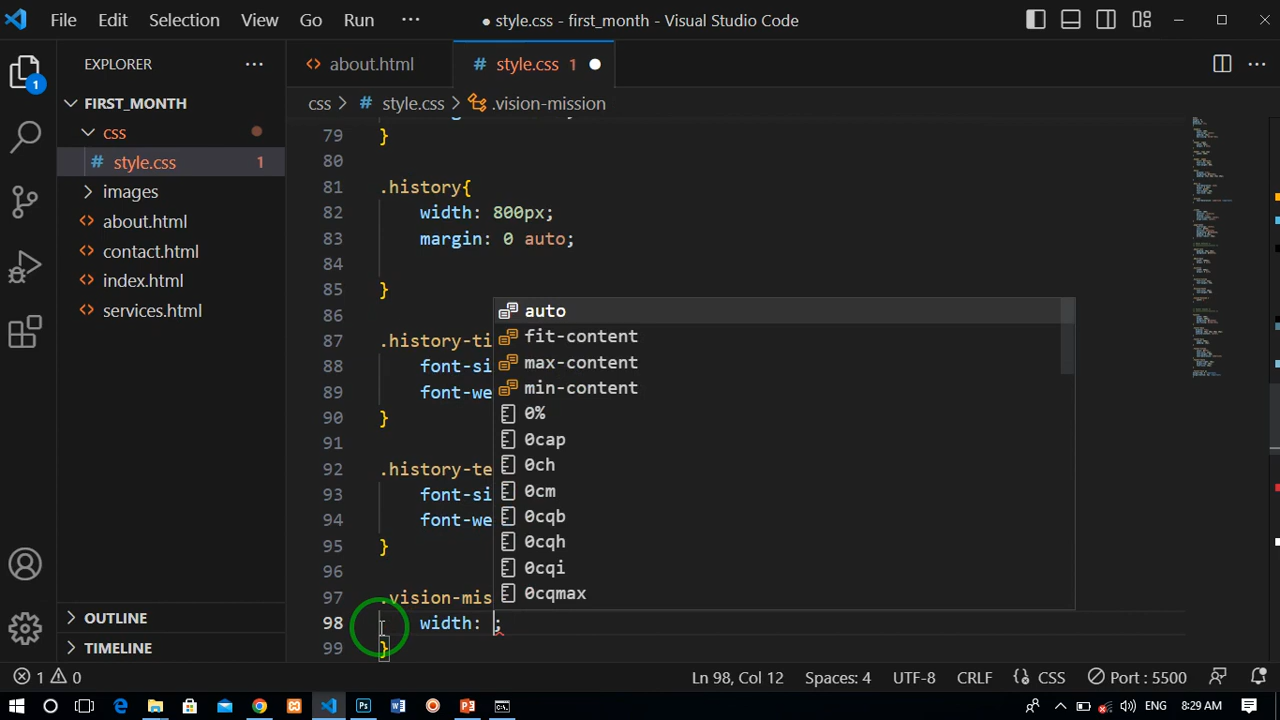 File Edit Selection View Go Run ··· ● style.css - first_month - Visual Studio Code
EXPLORER ···
about.html # style.css 1 ●
FIRST_MONTH
css > # style.css > .vision-mission
css
# style.css 1
images
about.html
contact.html
index.html
services.html
1
79 }
80
81 .history{
82 width: 800px;
83 margin: 0 auto;
84
85 }
86
87 .history-ti
88 font-si
89 font-we
90 }
91
92 .history-te
93 font-si
94 font-we
95 }
96
97 .vision-mis
98 width: ;
99 }
auto
fit-content
max-content
min-content
0%
0cap
0ch
0cm
0cqb
0cqh
0cqi
0cqmax
OUTLINE
TIMELINE
1 0 Ln 98, Col 12 Spaces: 4 UTF-8 CRLF {} CSS Port : 5500
ENG 8:29 AM